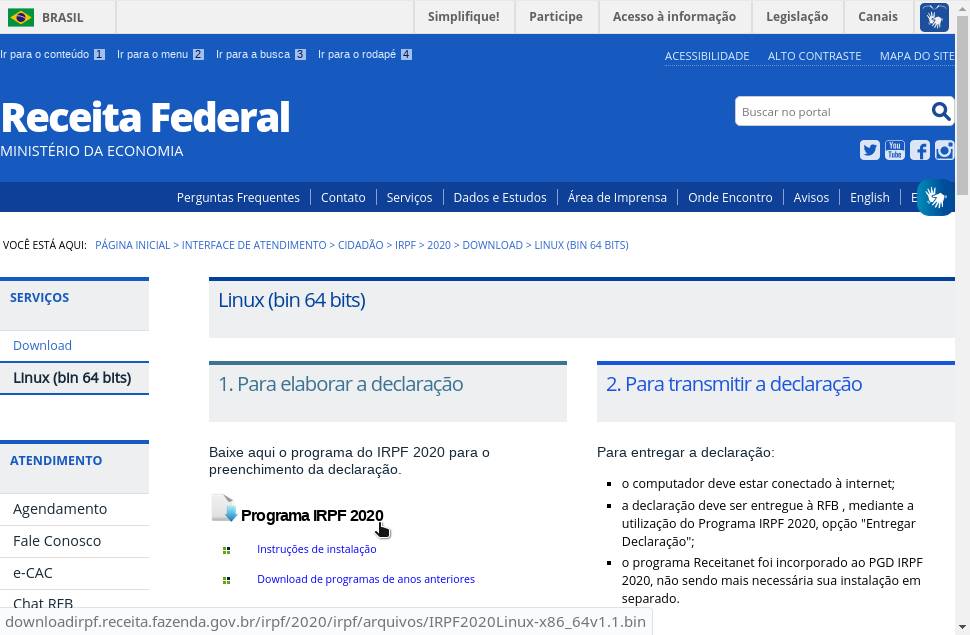 BRASIL
Simplifique!
Participe
Acesso à informação
Legislação
Canais
Ir para o conteúdo 1
Ir para o menu 2
Ir para a busca 3
Ir para o rodapé 4
ACESSIBILIDADE
ALTO CONTRASTE
MAPA DO SITE
Receita Federal
MINISTÉRIO DA ECONOMIA
Buscar no portal
You Tube
Perguntas Frequentes
Contato
Serviços
Dados e Estudos
Área de Imprensa
Onde Encontro
Avisos
English
VOCÊ ESTÁ AQUI: PÁGINA INICIAL > INTERFACE DE ATENDIMENTO > CIDADÃO > IRPF > 2020 > DOWNLOAD > LINUX (BIN 64 BITS)
SERVIÇOS
Download
Linux (bin 64 bits)
ATENDIMENTO
Agendamento
Fale Conosco
e-CAC
Chat RFB
Linux (bin 64 bits)
1. Para elaborar a declaração
Baixe aqui o programa do IRPF 2020 para o
preenchimento da declaração.
Programa IRPF 2020
Instruções de instalação
Download de programas de anos anteriores
2. Para transmitir a declaração
Para entregar a declaração:
o computador deve estar conectado à internet;
a declaração deve ser entregue à RFB , mediante a
utilização do Programa IRPF 2020, opção "Entregar
Declaração";
o programa Receitanet foi incorporado ao PGD IRPF
2020, não sendo mais necessária sua instalação em
separado.
downloadirpf.receita.fazenda.gov.br/irpf/2020/irpf/arquivos/IRPF2020Linux-x86_64v1.1.bin